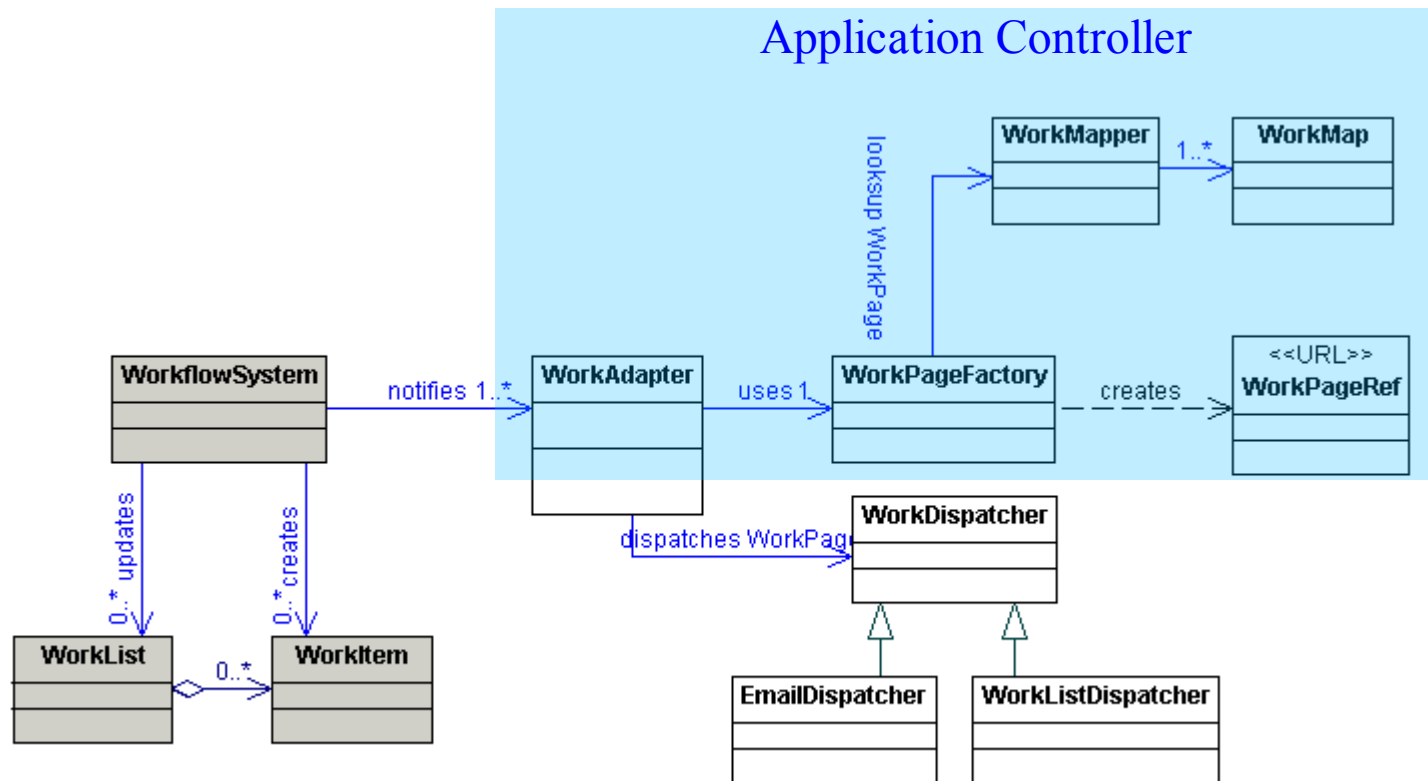 Application Controller
WorkMapper
1..*
WorkMap
looksup WorkPage
WorkflowSystem
notifies 1..*
WorkAdapter
uses 1
WorkPageFactory
creates
<<URL>>
WorkPageRef
0..* updates
0..* creates
dispatches WorkPage
WorkDispatcher
WorkList
0..*
WorkItem
EmailDispatcher
WorkListDispatcher